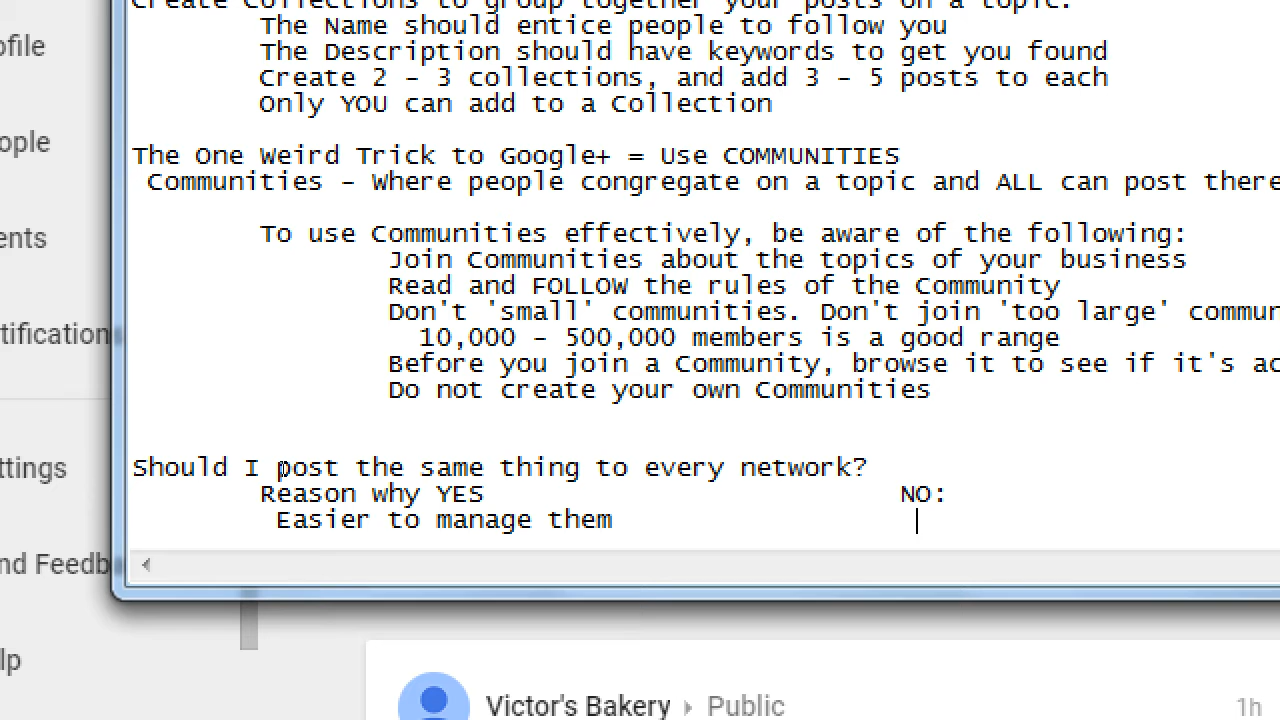 Create Collections to group together your posts on a topic.
ofile
The Name should entice people to follow you
The Description should have keywords to get you found
Create 2 - 3 collections, and add 3 - 5 posts to each
Only YOU can add to a Collection
ople
The One Weird Trick to Google+ = Use COMMUNITIES
Communities - Where people congregate on a topic and ALL can post there
ents
To use Communities effectively, be aware of the following:
Join Communities about the topics of your business
Read and FOLLOW the rules of the Community
Don't 'small' communities. Don't join 'too large' commun
tification
10,000 - 500,000 members is a good range
Before you join a Community, browse it to see if it's ac
Do not create your own Communities
ttings
Should I post the same thing to every network?
Reason why YES NO:
Easier to manage them
nd Feedb
lp
Victor's Bakery Public 1h